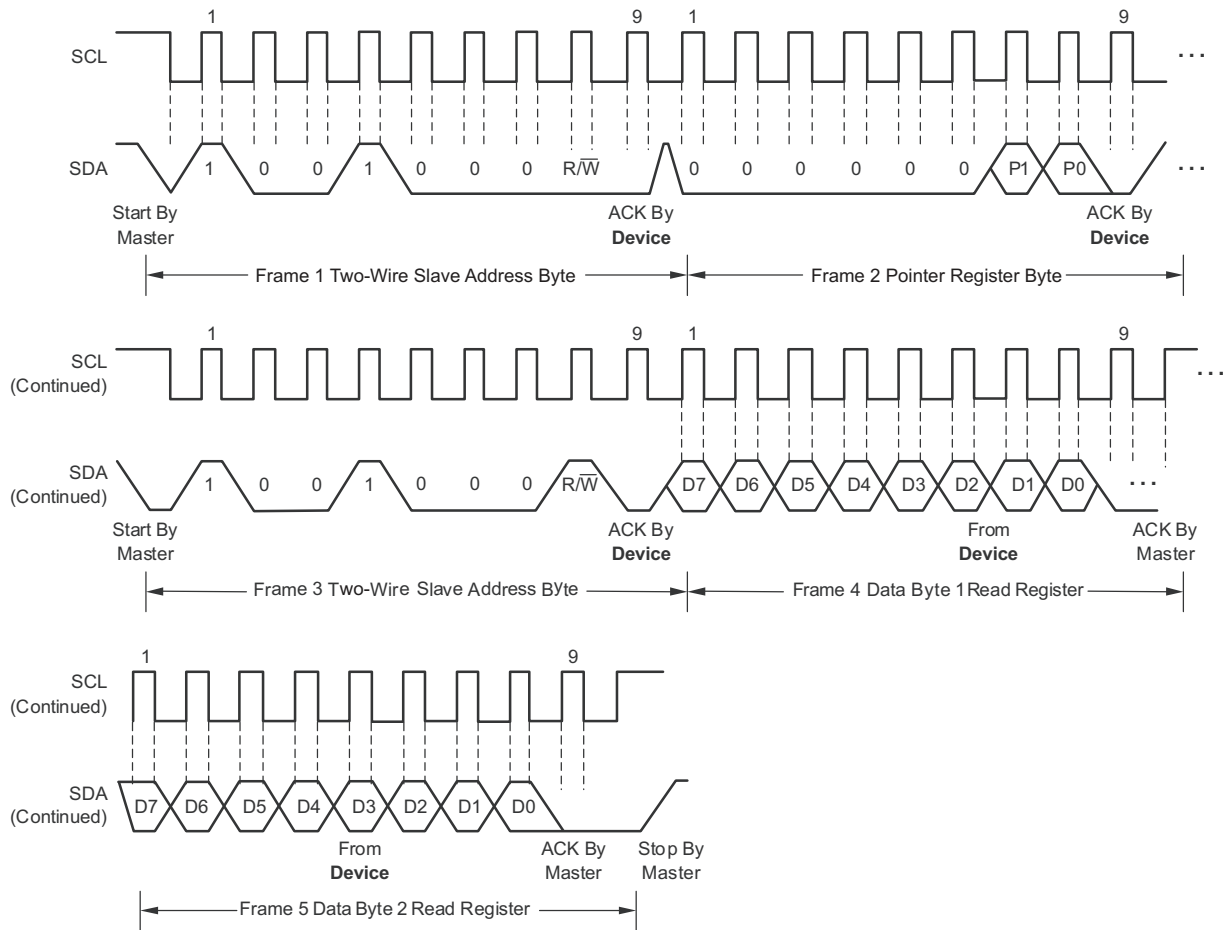 1 9 1 9
SCL ...
SDA 1 0 0 1 0 0 0 R/W̅ 0 0 0 0 0 0 P1 P0 ...
Start By Master
ACK By Device
ACK By Device
Frame 1 Two-Wire Slave Address Byte
Frame 2 Pointer Register Byte
1 9 1 9
SCL (Continued) ...
SDA (Continued) 1 0 0 1 0 0 0 R/W̅ D7 D6 D5 D4 D3 D2 D1 D0 ...
Start By Master
ACK By Device
From Device
ACK By Master
Frame 3 Two-Wire Slave Address Byte
Frame 4 Data Byte 1 Read Register
1 9
SCL (Continued)
SDA (Continued) D7 D6 D5 D4 D3 D2 D1 D0
From Device
ACK By Master
Stop By Master
Frame 5 Data Byte 2 Read Register